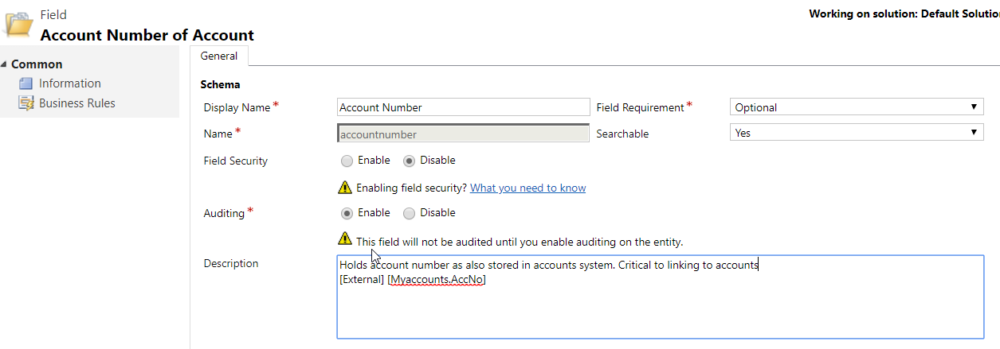 Field
Working on solution: Default Solutio
Account Number of Account
Common
Information
Business Rules
General
Schema
Display Name* Account Number Field Requirement* Optional
Name* accountnumber Searchable Yes
Field Security Enable Disable
Enabling field security? What you need to know
Auditing* Enable Disable
This field will not be audited until you enable auditing on the entity.
Description Holds account number as also stored in accounts system. Critical to linking to accounts
[External] [Myaccounts.AccNo]